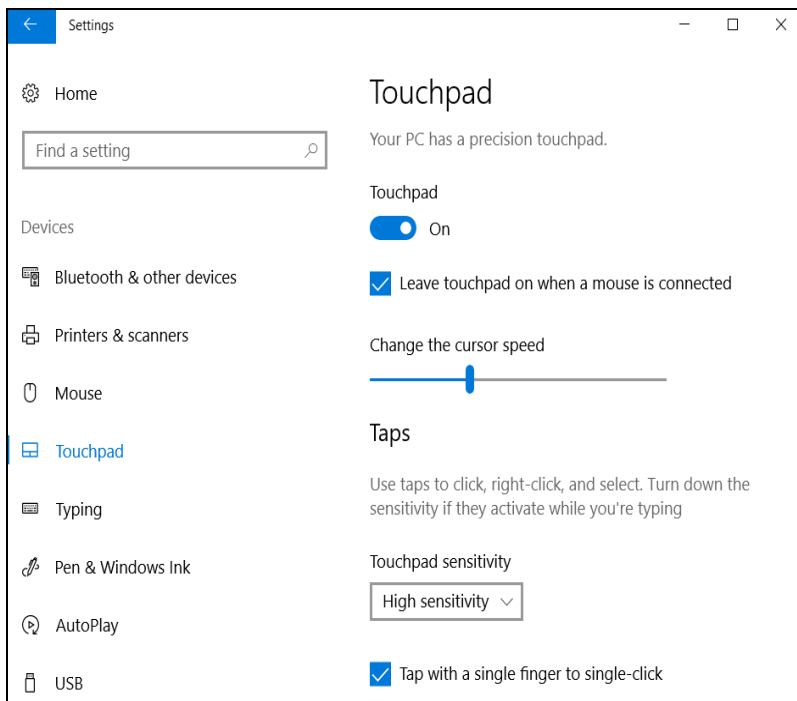 Settings
Home
Find a setting
Devices
Bluetooth & other devices
Printers & scanners
Mouse
Touchpad
Typing
Pen & Windows Ink
AutoPlay
USB
Touchpad
Your PC has a precision touchpad.
Touchpad
On
Leave touchpad on when a mouse is connected
Change the cursor speed
Taps
Use taps to click, right-click, and select. Turn down the
sensitivity if they activate while you're typing
Touchpad sensitivity
High sensitivity
Tap with a single finger to single-click